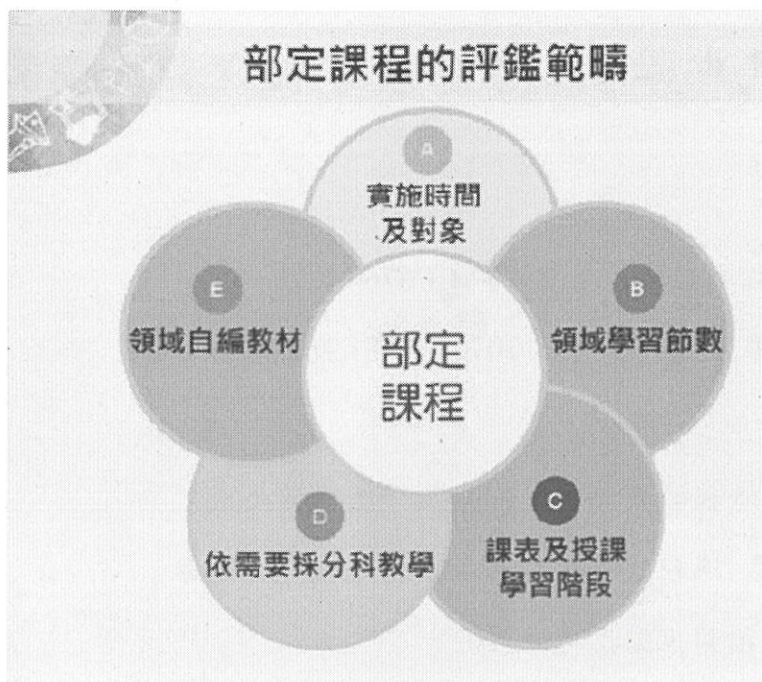 部定課程的評鑑範疇
A
實施時間
及對象
B
領域學習節數
C
課表及授課
學習階段
D
依需要採分科教學
E
領域自編教材
部定
課程